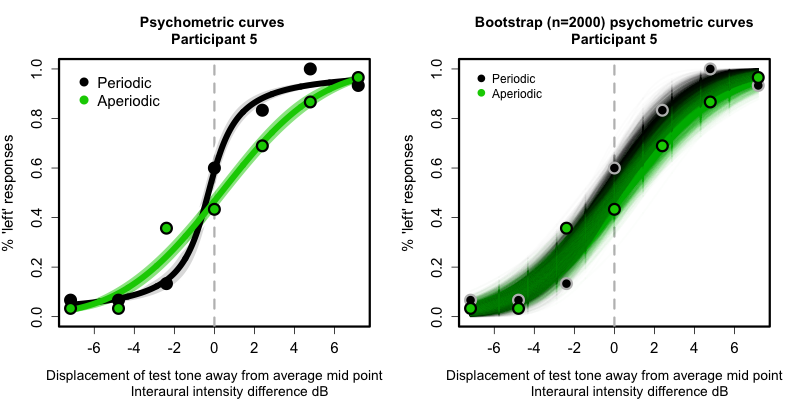 Psychometric curves
Participant 5
% 'left' responses
1.0
0.8
0.6
0.4
0.2
0.0
Periodic
Aperiodic
-6 -4 -2 0 2 4 6
Displacement of test tone away from average mid point
Interaural intensity difference dB
Bootstrap (n=2000) psychometric curves
Participant 5
% 'left' responses
1.0
0.8
0.6
0.4
0.2
0.0
Periodic
Aperiodic
-6 -4 -2 0 2 4 6
Displacement of test tone away from average mid point
Interaural intensity difference dB